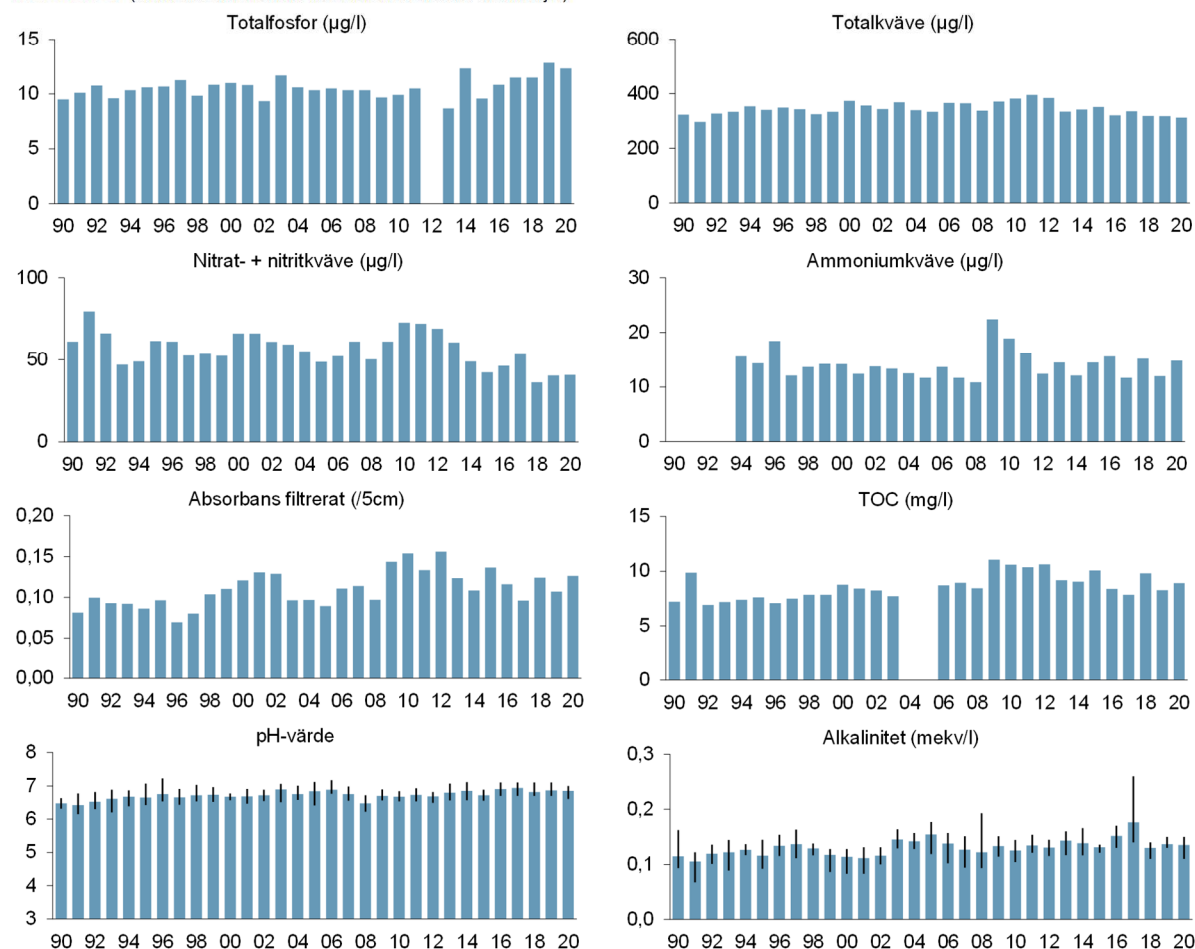 Totalfosfor (µg/l)
15
10
5
0
90 92 94 96 98 00 02 04 06 08 10 12 14 16 18 20
Totalkväve (µg/l)
600
400
200
0
90 92 94 96 98 00 02 04 06 08 10 12 14 16 18 20
Nitrat- + nitritkväve (µg/l)
100
50
0
90 92 94 96 98 00 02 04 06 08 10 12 14 16 18 20
Ammoniumkväve (µg/l)
30
20
10
0
90 92 94 96 98 00 02 04 06 08 10 12 14 16 18 20
Absorbans filtrerat (/5cm)
0,20
0,15
0,10
0,05
0,00
90 92 94 96 98 00 02 04 06 08 10 12 14 16 18 20
TOC (mg/l)
15
10
5
0
90 92 94 96 98 00 02 04 06 08 10 12 14 16 18 20
pH-värde
8
7
6
5
4
3
90 92 94 96 98 00 02 04 06 08 10 12 14 16 18 20
Alkalinitet (mekv/l)
0,3
0,2
0,1
0,0
90 92 94 96 98 00 02 04 06 08 10 12 14 16 18 20